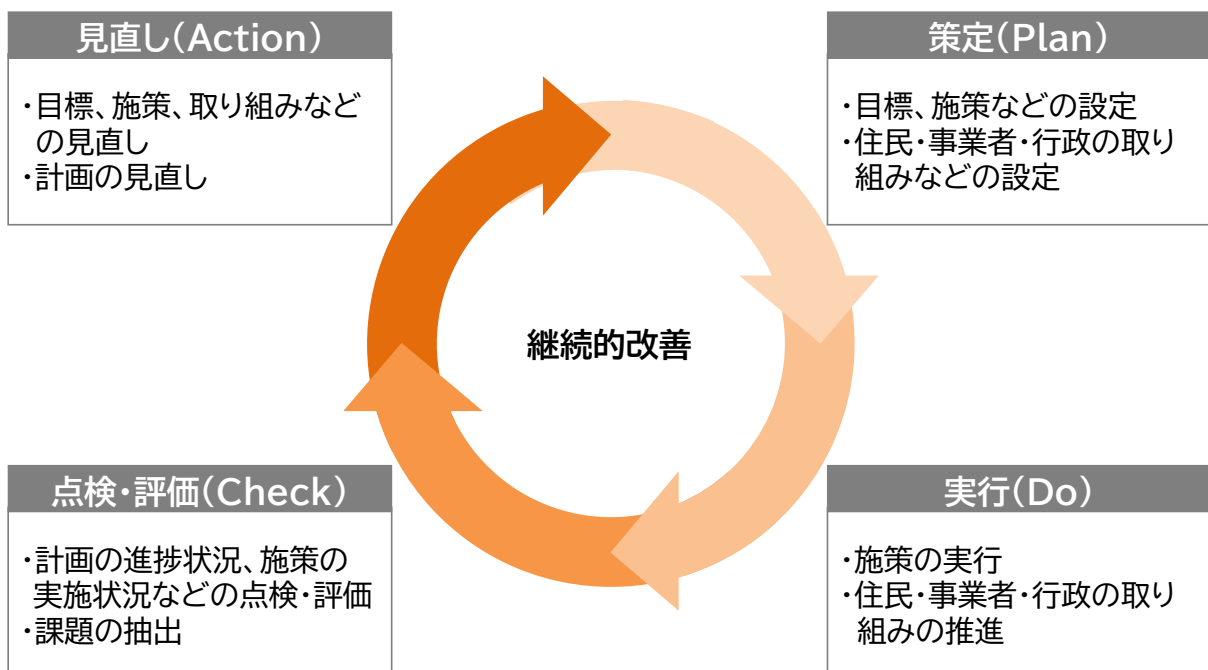 見直し(Action)
・目標、施策、取り組みなど
の見直し
・計画の見直し
策定(Plan)
・目標、施策などの設定
・住民・事業者・行政の取り
組みなどの設定
継続的改善
点検・評価(Check)
・計画の進捗状況、施策の
実施状況などの点検・評価
・課題の抽出
実行(Do)
・施策の実行
・住民・事業者・行政の取り
組みの推進